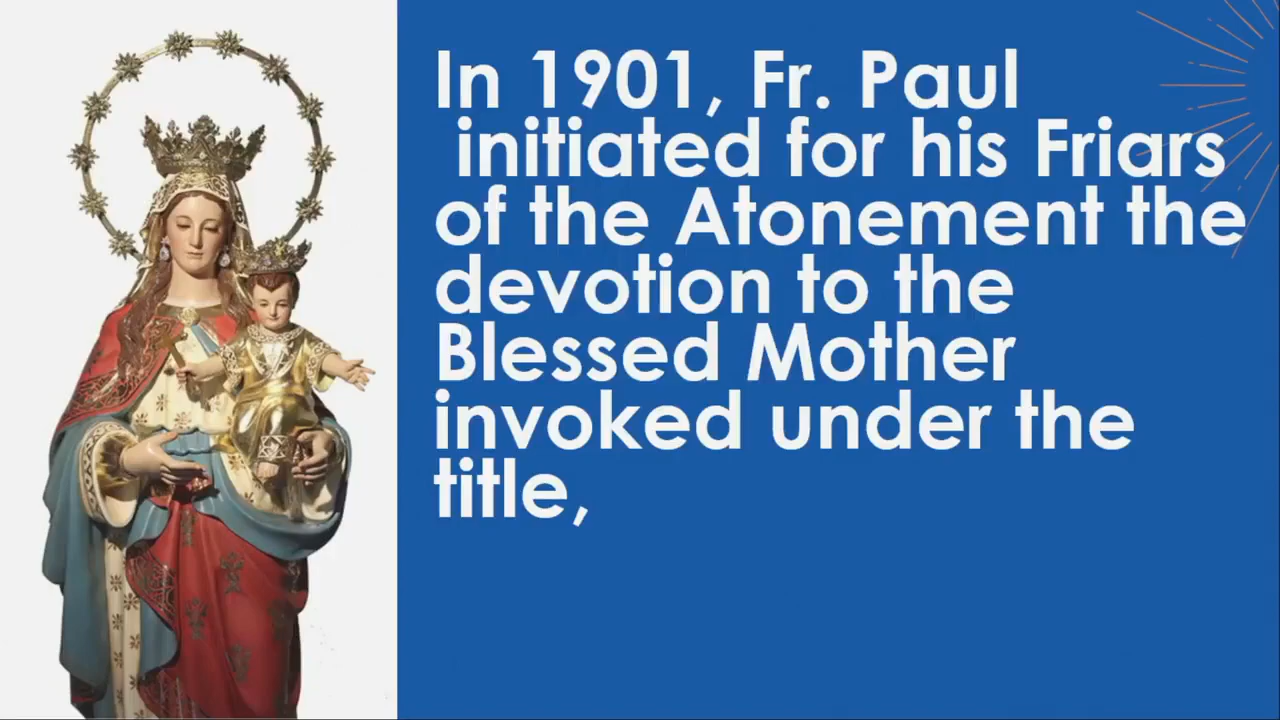 In 1901, Fr. Paul
initiated for his Friars
of the Atonement the
devotion to the
Blessed Mother
invoked under the
title,